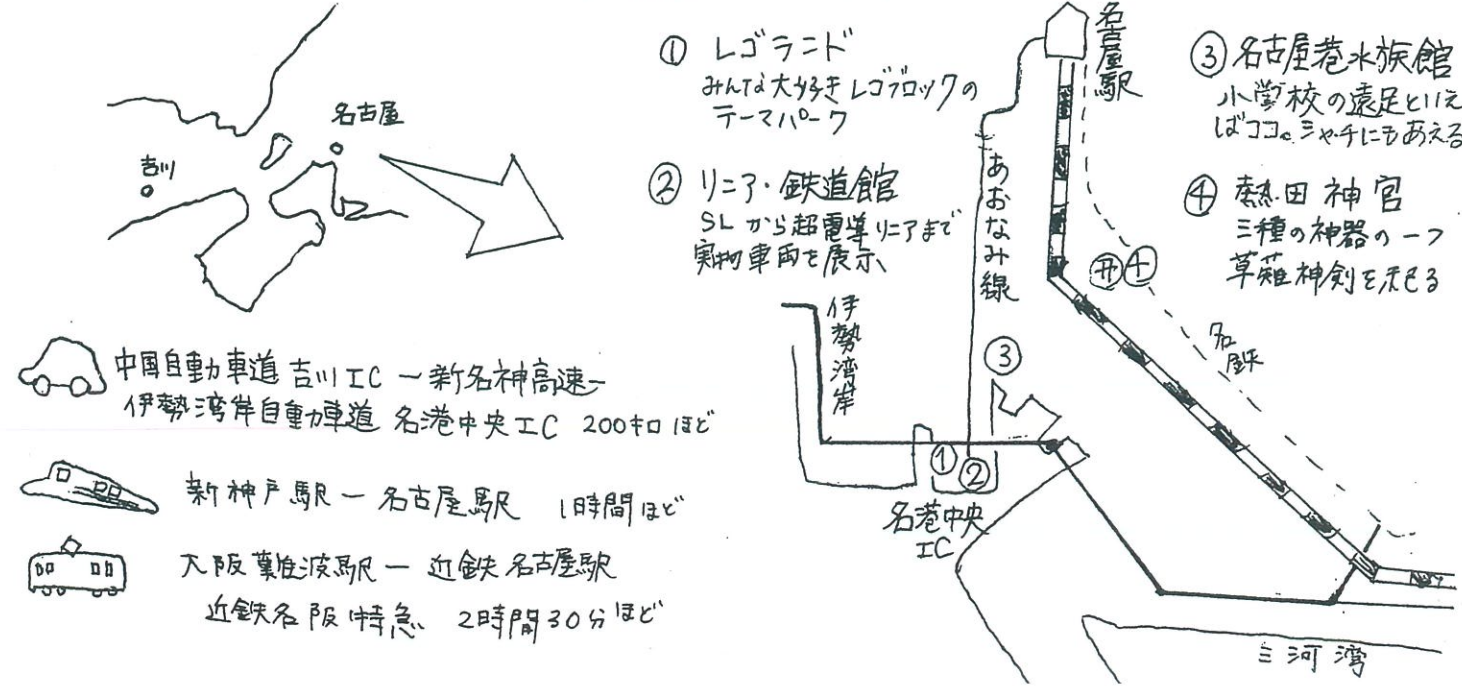 名古屋
吉川
中国自動車道 吉川IC ー新名神高速ー
伊勢湾岸自動車道 名港中央IC 200キロほど
新神戸駅ー名古屋駅 1時間ほど
大阪難波駅ー近鉄名古屋駅
近鉄名阪特急 2時間30分ほど
① レゴランド
みんな大好きレゴブロックの
テーマパーク
② リニア・鉄道館
SLから超電導リニアまで
実物車両を展示
名古屋駅
あおなみ線
伊勢湾岸
③
①
②
名港中央
IC
④
名鉄
三河湾
③ 名古屋港水族館
小学校の遠足といえ
ばココ。シャチにもあえる
④ 熱田神宮
三種の神器の一つ
草薙神剣を祀る